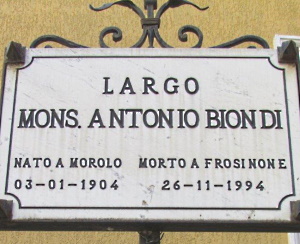 LARGO
MONS. ANTONIO BIONDI
NATO A MOROLO MORTO A FROSINONE
03-01-1904 26-11-1994